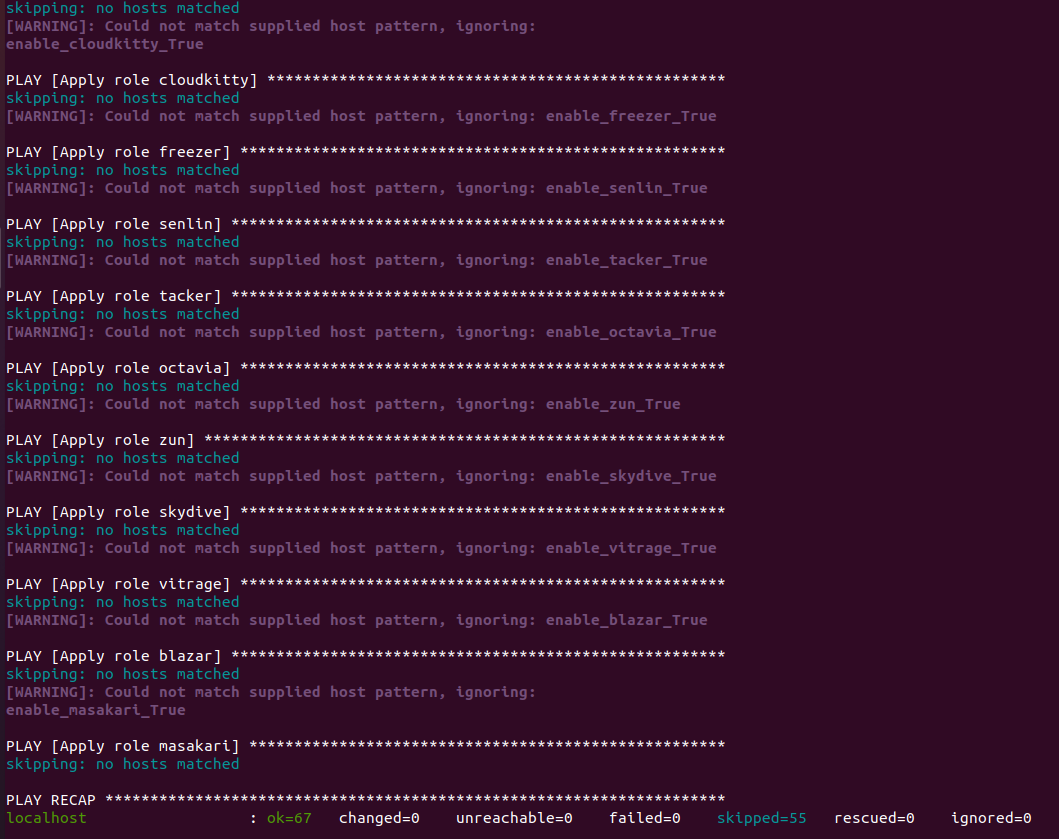 skipping: no hosts matched
[WARNING]: Could not match supplied host pattern, ignoring:
enable_cloudkitty_True
PLAY [Apply role cloudkitty] ***************************************************
skipping: no hosts matched
[WARNING]: Could not match supplied host pattern, ignoring: enable_freezer_True
PLAY [Apply role freezer] ******************************************************
skipping: no hosts matched
[WARNING]: Could not match supplied host pattern, ignoring: enable_senlin_True
PLAY [Apply role senlin] *******************************************************
skipping: no hosts matched
[WARNING]: Could not match supplied host pattern, ignoring: enable_tacker_True
PLAY [Apply role tacker] *******************************************************
skipping: no hosts matched
[WARNING]: Could not match supplied host pattern, ignoring: enable_octavia_True
PLAY [Apply role octavia] ******************************************************
skipping: no hosts matched
[WARNING]: Could not match supplied host pattern, ignoring: enable_zun_True
PLAY [Apply role zun] **********************************************************
skipping: no hosts matched
[WARNING]: Could not match supplied host pattern, ignoring: enable_skydive_True
PLAY [Apply role skydive] ******************************************************
skipping: no hosts matched
[WARNING]: Could not match supplied host pattern, ignoring: enable_vitrage_True
PLAY [Apply role vitrage] ******************************************************
skipping: no hosts matched
[WARNING]: Could not match supplied host pattern, ignoring: enable_blazar_True
PLAY [Apply role blazar] *******************************************************
skipping: no hosts matched
[WARNING]: Could not match supplied host pattern, ignoring:
enable_masakari_True
PLAY [Apply role masakari] *****************************************************
skipping: no hosts matched
PLAY RECAP *********************************************************************
localhost                  : ok=67   changed=0    unreachable=0    failed=0    skipped=55   rescued=0    ignored=0